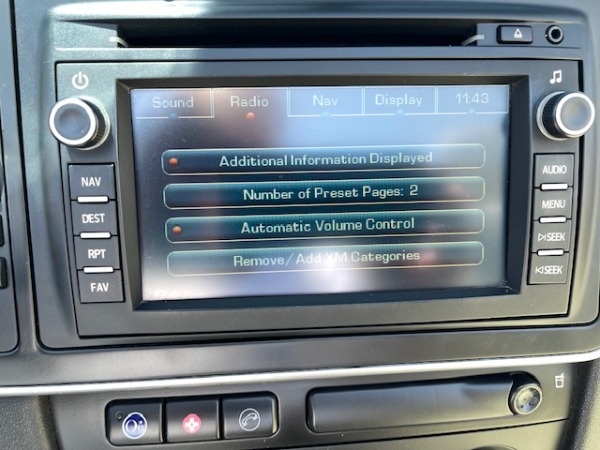 Sound Radio Nav Display 11:43
Additional Information Displayed
Number of Preset Pages: 2
Automatic Volume Control
Remove/Add XM Categories
NAV
DEST
RPT
FAV
AUDIO
MENU
SEEK
SEEK